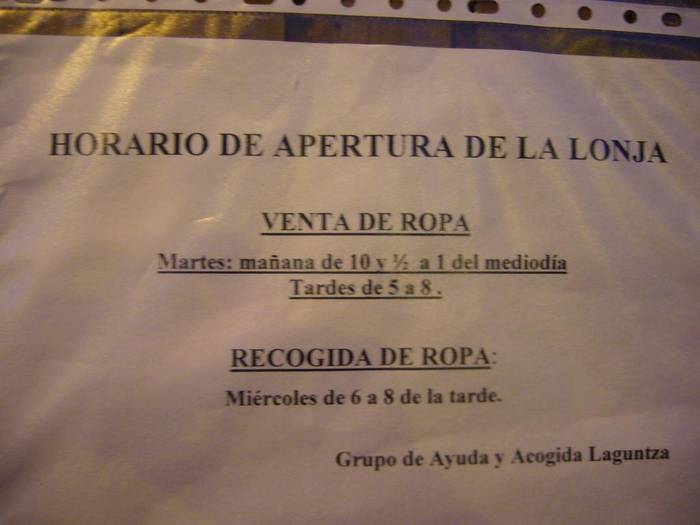 HORARIO DE APERTURA DE LA LONJA
VENTA DE ROPA
Martes: mañana de 10 y ½ a 1 del mediodía
Tardes de 5 a 8 .
RECOGIDA DE ROPA:
Miércoles de 6 a 8 de la tarde.
Grupo de Ayuda y Acogida Laguntza